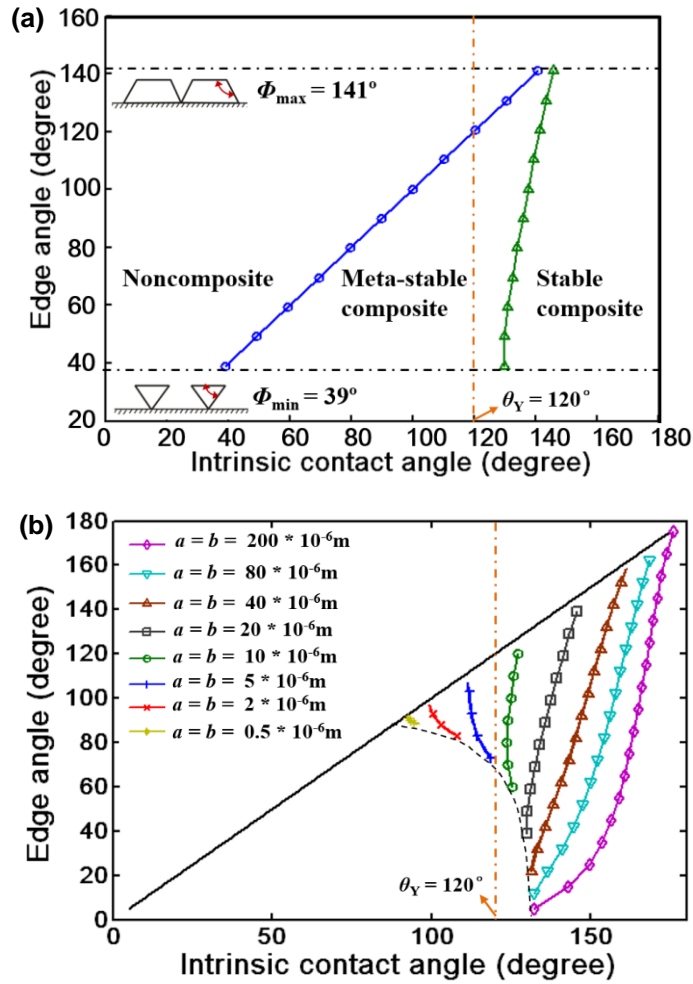 (a)
160
140
120
100
80
60
40
20
Edge angle (degree)
Φmax = 141°
Noncomposite
Meta-stable composite
Stable composite
Φmin = 39°
θY = 120°
0 20 40 60 80 100 120 140 160 180
Intrinsic contact angle (degree)
(b)
180
160
140
120
100
80
60
40
20
0
Edge angle (degree)
a = b = 200 * 10-6m
a = b = 80 * 10-6m
a = b = 40 * 10-6m
a = b = 20 * 10-6m
a = b = 10 * 10-6m
a = b = 5 * 10-6m
a = b = 2 * 10-6m
a = b = 0.5 * 10-6m
θY = 120°
0 50 100 150
Intrinsic contact angle (degree)